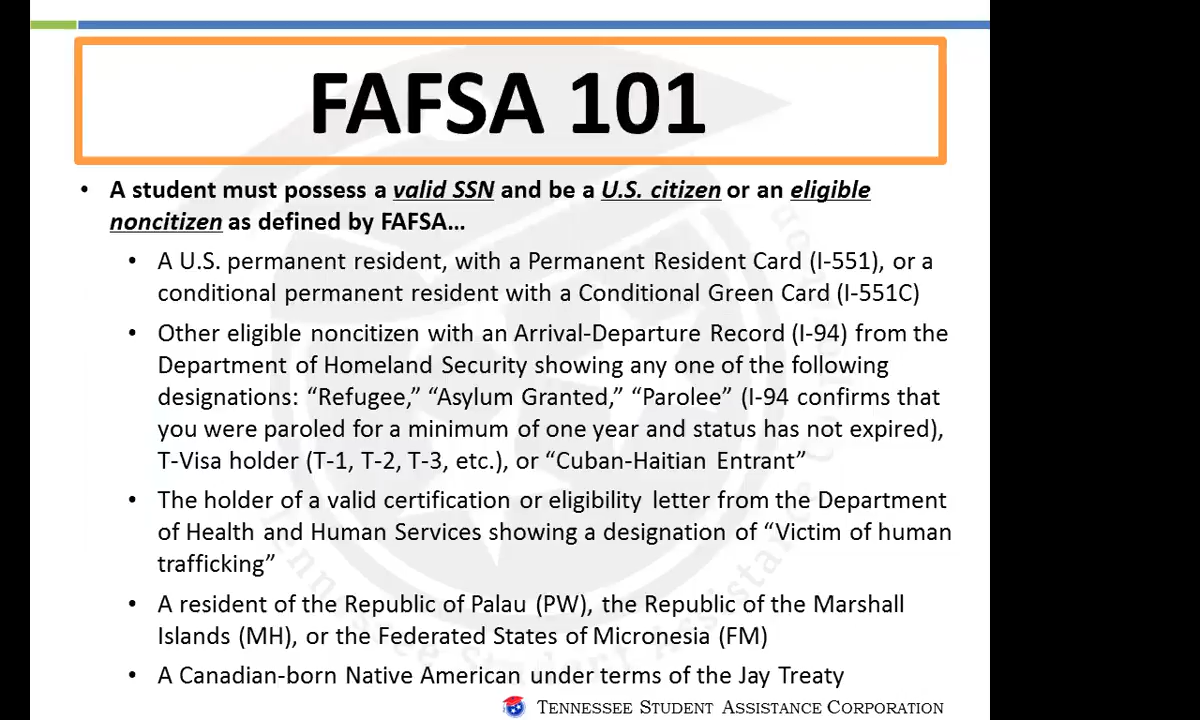 FAFSA 101
• A student must possess a valid SSN and be a U.S. citizen or an eligible
noncitizen as defined by FAFSA…
• A U.S. permanent resident, with a Permanent Resident Card (I-551), or a
conditional permanent resident with a Conditional Green Card (I-551C)
• Other eligible noncitizen with an Arrival-Departure Record (I-94) from the
Department of Homeland Security showing any one of the following
designations: “Refugee,” “Asylum Granted,” “Parolee” (I-94 confirms that
you were paroled for a minimum of one year and status has not expired),
T-Visa holder (T-1, T-2, T-3, etc.), or “Cuban-Haitian Entrant”
• The holder of a valid certification or eligibility letter from the Department
of Health and Human Services showing a designation of “Victim of human
trafficking”
• A resident of the Republic of Palau (PW), the Republic of the Marshall
Islands (MH), or the Federated States of Micronesia (FM)
• A Canadian-born Native American under terms of the Jay Treaty
TENNESSEE STUDENT ASSISTANCE CORPORATION